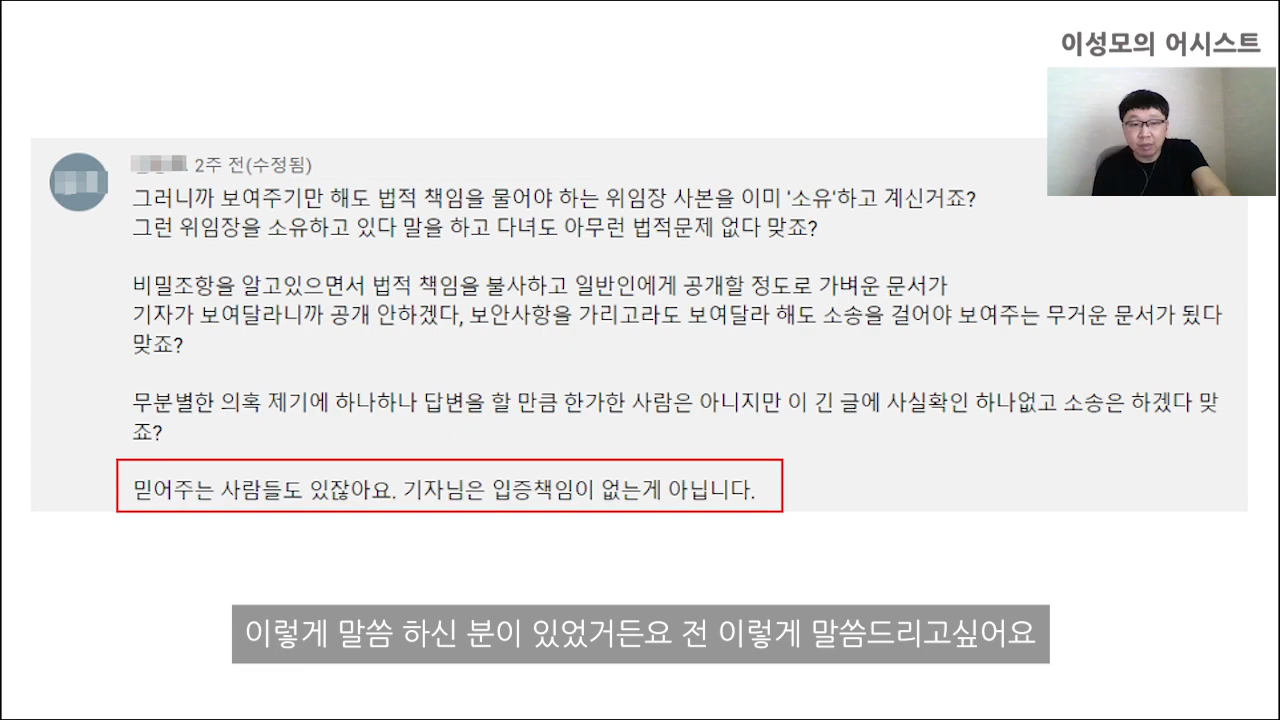 이성모의 어시스트
2주 전(수정됨)
그러니까 보여주기만 해도 법적 책임을 물어야 하는 위임장 사본을 이미 '소유'하고 계신거죠?
그런 위임장을 소유하고 있다 말을 하고 다녀도 아무런 법적문제 없다 맞죠?
비밀조항을 알고있으면서 법적 책임을 불사하고 일반인에게 공개할 정도로 가벼운 문서가
기자가 보여달라니까 공개 안하겠다, 보안사항을 가리고라도 보여달라 해도 소송을 걸어야 보여주는 무거운 문서가 됬다
맞죠?
무분별한 의혹 제기에 하나하나 답변을 할 만큼 한가한 사람은 아니지만 이 긴 글에 사실확인 하나없고 소송은 하겠다 맞
죠?
믿어주는 사람들도 있잖아요. 기자님은 입증책임이 없는게 아닙니다.
이렇게 말씀 하신 분이 있었거든요 전 이렇게 말씀드리고싶어요